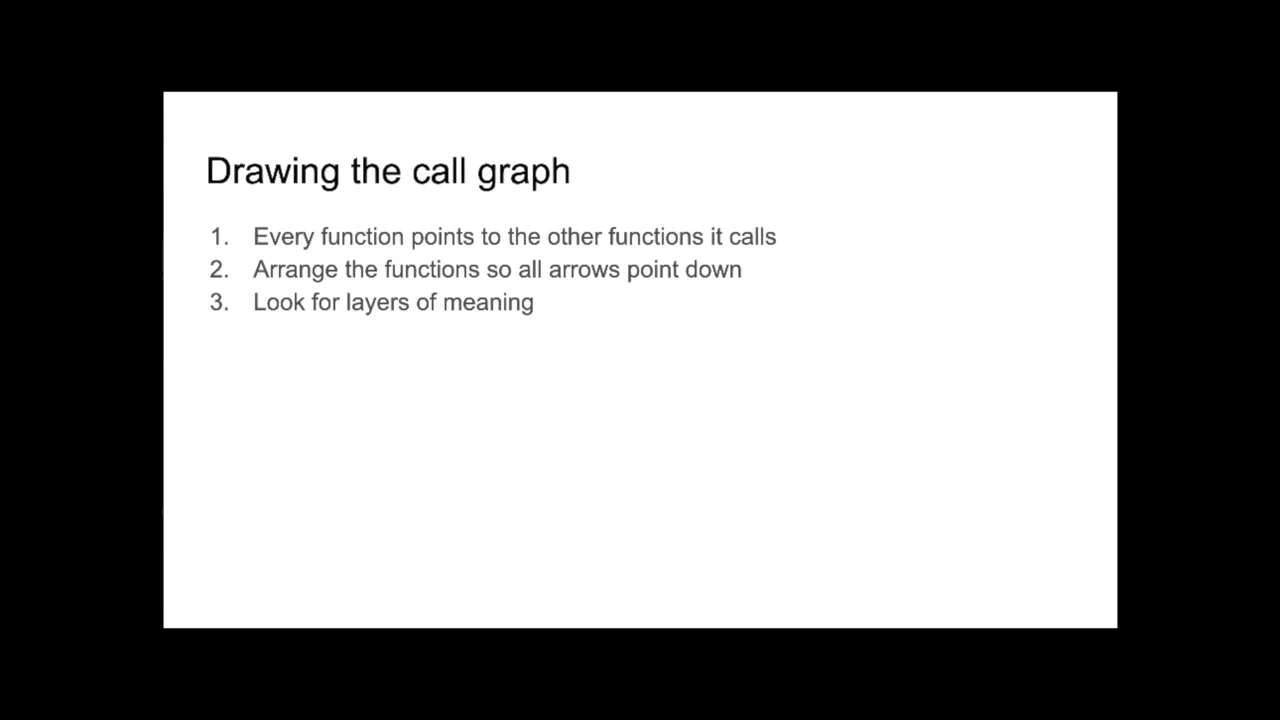 Drawing the call graph
1. Every function points to the other functions it calls
2. Arrange the functions so all arrows point down
3. Look for layers of meaning